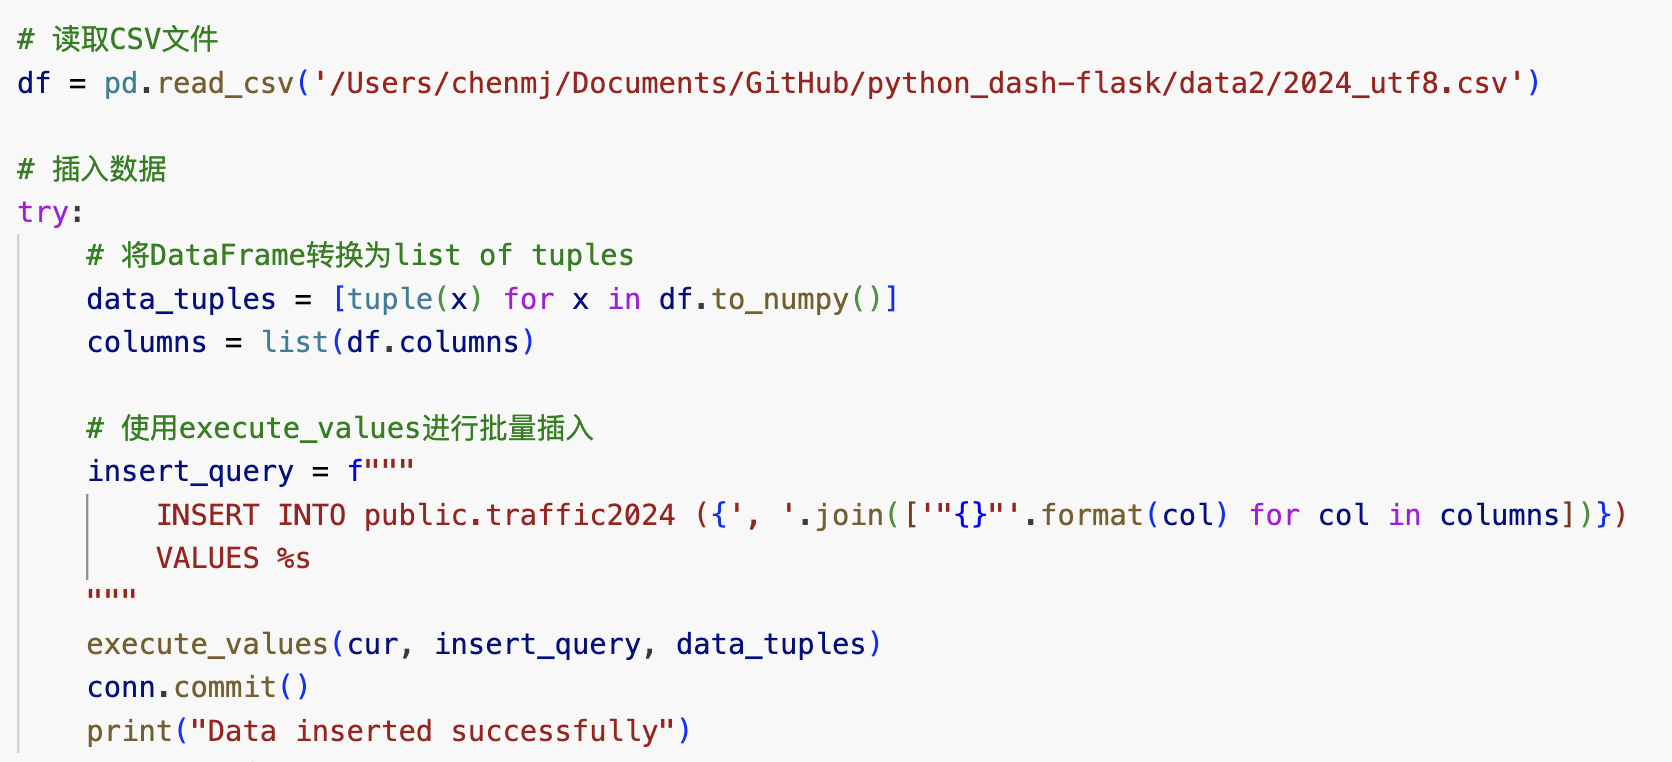 # 读取CSV文件
df = pd.read_csv('/Users/chenmj/Documents/GitHub/python_dash-flask/data2/2024_utf8.csv')
# 插入数据
try:
# 将DataFrame转换为list of tuples
data_tuples = [tuple(x) for x in df.to_numpy()]
columns = list(df.columns)
# 使用execute_values进行批量插入
insert_query = f"""
INSERT INTO public.traffic2024 ({', '.join(['"{}"'.format(col) for col in columns])})
VALUES %s
"""
execute_values(cur, insert_query, data_tuples)
conn.commit()
print("Data inserted successfully")